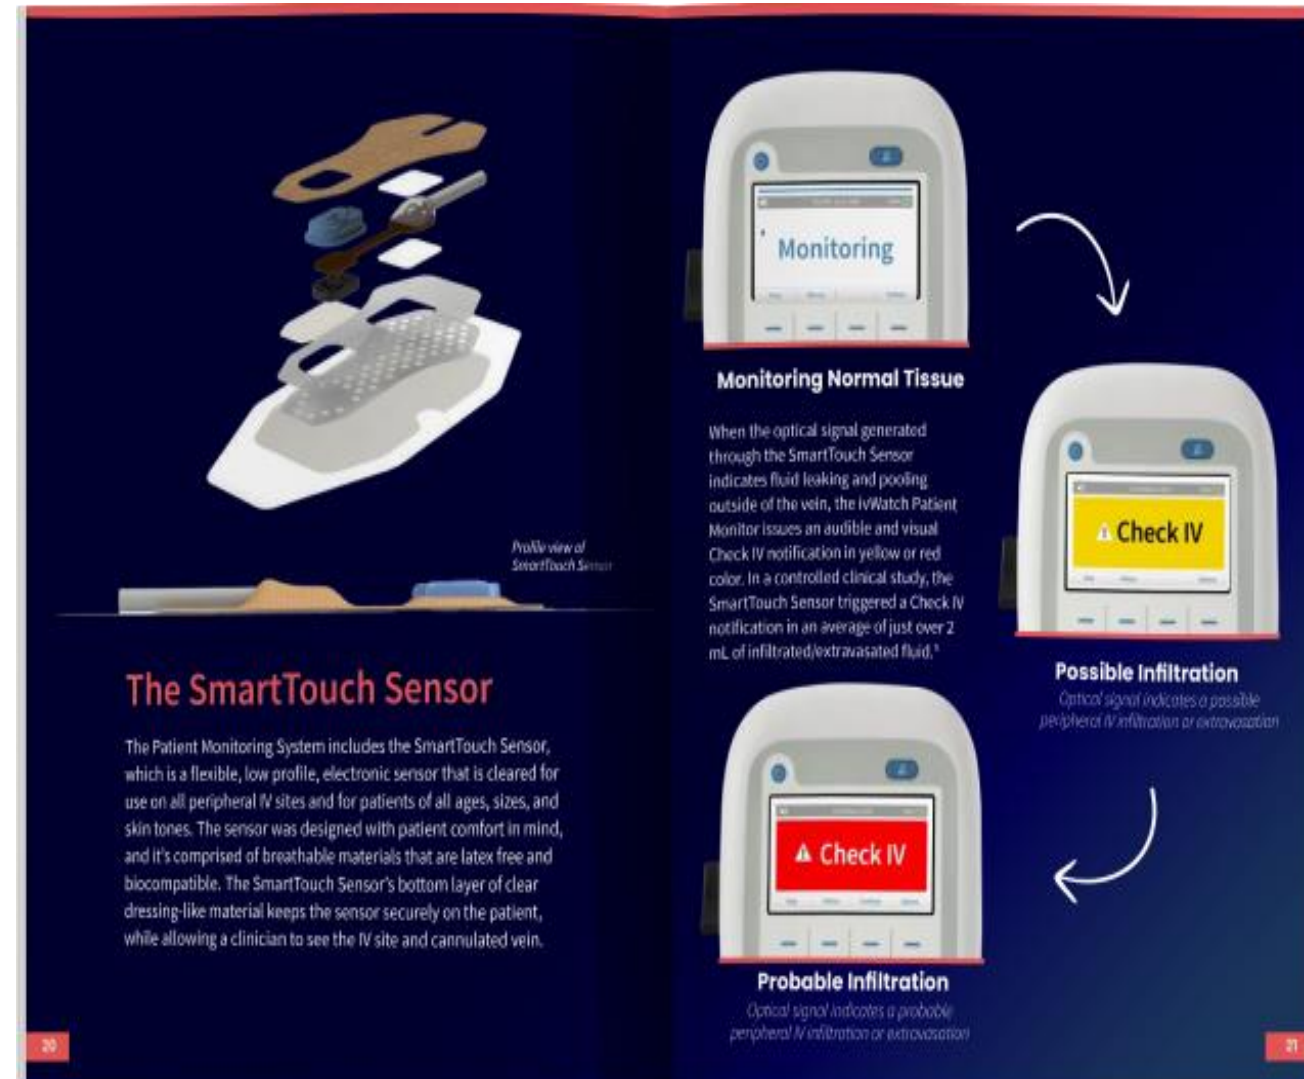 Profile view of
SmartTouch Sensor
The SmartTouch Sensor
The Patient Monitoring System includes the SmartTouch Sensor,
which is a flexible, low profile, electronic sensor that is cleared for
use on all peripheral IV sites and for patients of all ages, sizes, and
skin tones. The sensor was designed with patient comfort in mind,
and it's comprised of breathable materials that are latex free and
biocompatible. The SmartTouch Sensor's bottom layer of clear
dressing-like material keeps the sensor securely on the patient,
while allowing a clinician to see the IV site and cannulated vein.
20
Monitoring
Monitoring Normal Tissue
When the optical signal generated
through the SmartTouch Sensor
indicates fluid leaking and pooling
outside of the vein, the ivWatch Patient
Monitor issues an audible and visual
Check IV notification in yellow or red
color. In a controlled clinical study, the
SmartTouch Sensor triggered a Check IV
notification in an average of just over 2
mL of infiltrated/extravasated fluid.
Check IV
Possible Infiltration
Optical signal indicates a possible
peripheral IV infiltration or extravasation
Check IV
Probable Infiltration
Optical signal indicates a probable
peripheral IV infiltration or extravasation
21